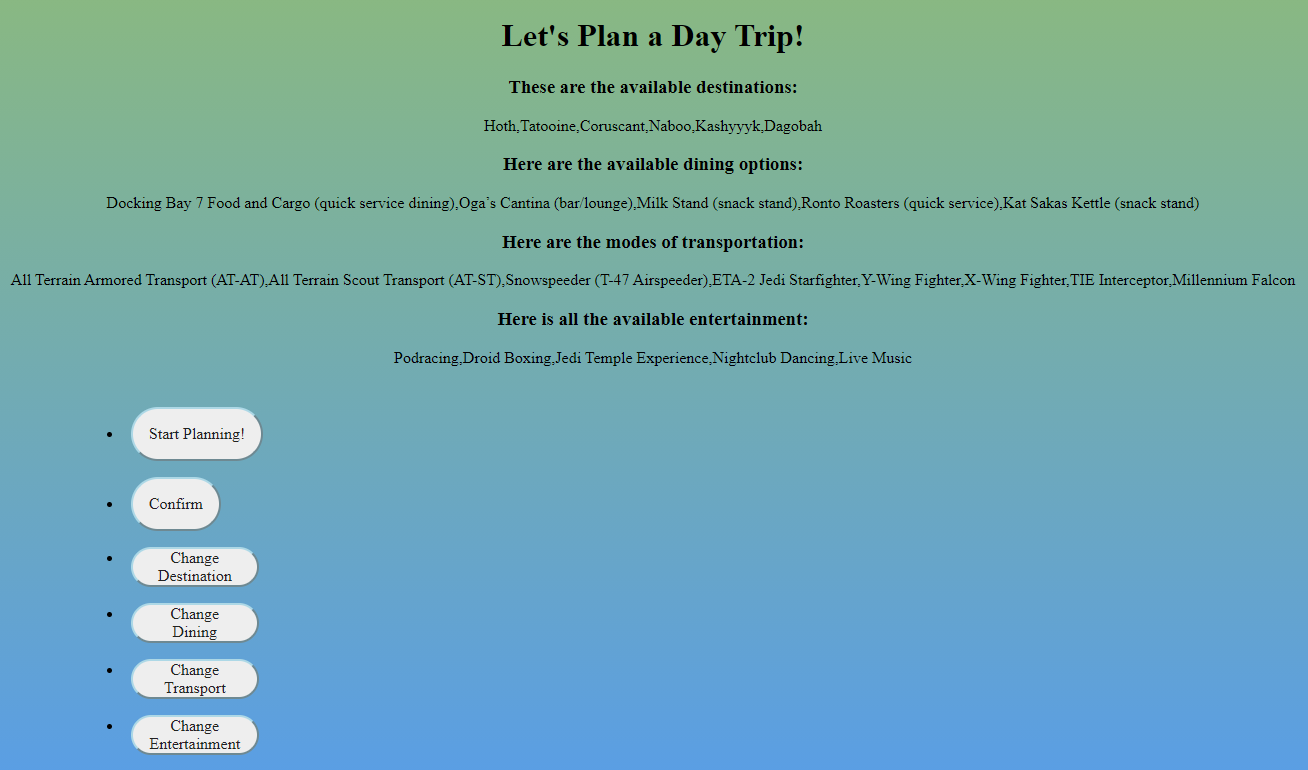 Let's Plan a Day Trip!
These are the available destinations:
Hoth,Tatooine,Coruscant,Naboo,Kashyyyk,Dagobah
Here are the available dining options:
Docking Bay 7 Food and Cargo (quick service dining),Oga’s Cantina (bar/lounge),Milk Stand (snack stand),Ronto Roasters (quick service),Kat Sakas Kettle (snack stand)
Here are the modes of transportation:
All Terrain Armored Transport (AT-AT),All Terrain Scout Transport (AT-ST),Snowspeeder (T-47 Airspeeder),ETA-2 Jedi Starfighter,Y-Wing Fighter,X-Wing Fighter,TIE Interceptor,Millennium Falcon
Here is all the available entertainment:
Podracing,Droid Boxing,Jedi Temple Experience,Nightclub Dancing,Live Music
Start Planning!
Confirm
Change
Destination
Change
Dining
Change
Transport
Change
Entertainment